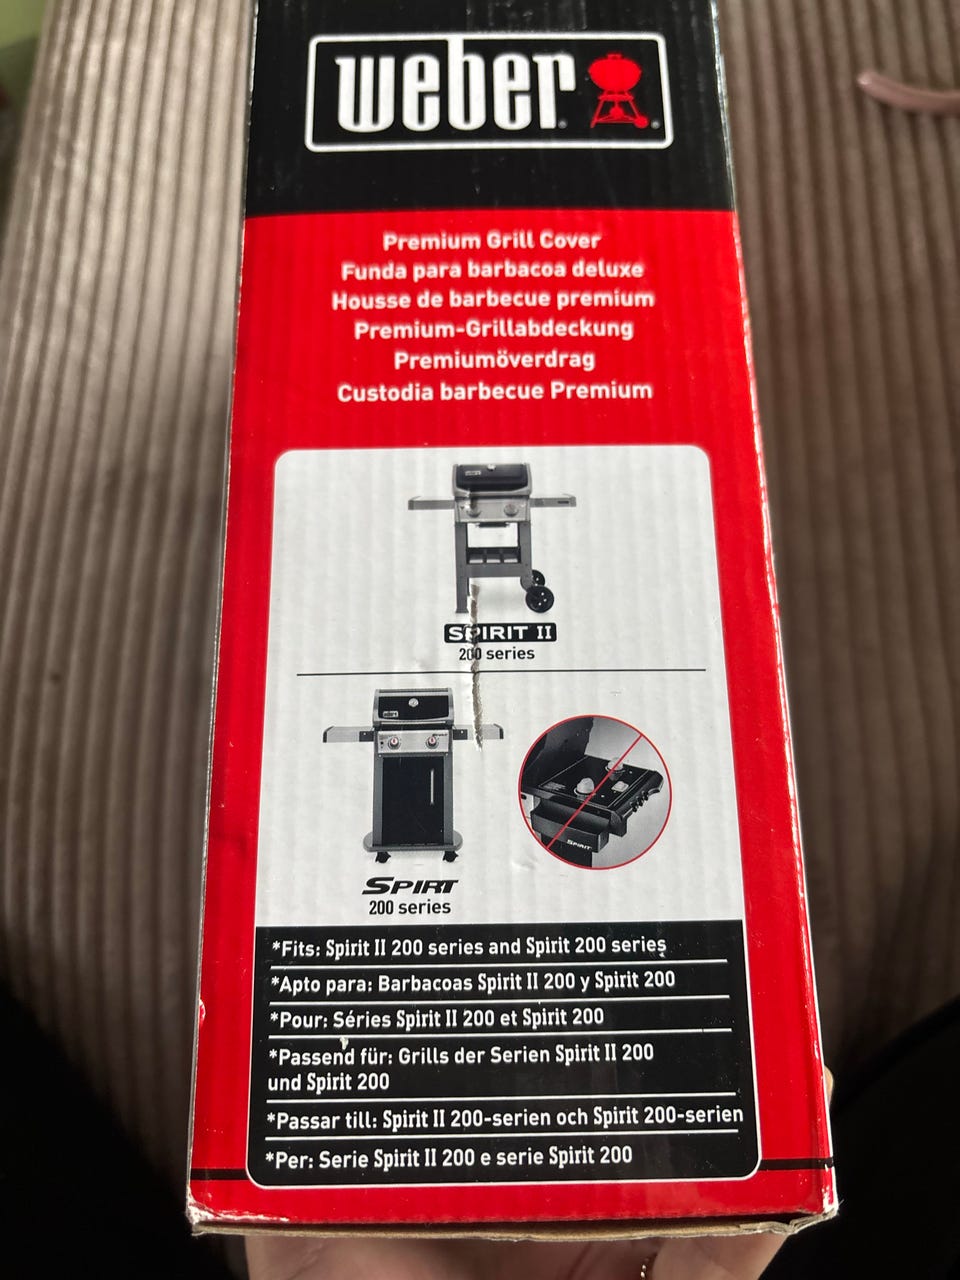 weber
Premium Grill Cover
Funda para barbacoa deluxe
Housse de barbecue premium
Premium-Grillabdeckung
Premiumöverdrag
Custodia barbecue Premium
SPIRIT II
200 series
SPIRIT
SPIRT
200 series
*Fits: Spirit II 200 series and Spirit 200 series
*Apto para: Barbacoas Spirit II 200 y Spirit 200
*Pour: Séries Spirit II 200 et Spirit 200
*Passend für: Grills der Serien Spirit II 200
und Spirit 200
*Passar till: Spirit II 200-serien och Spirit 200-serien
*Per: Serie Spirit II 200 e serie Spirit 200